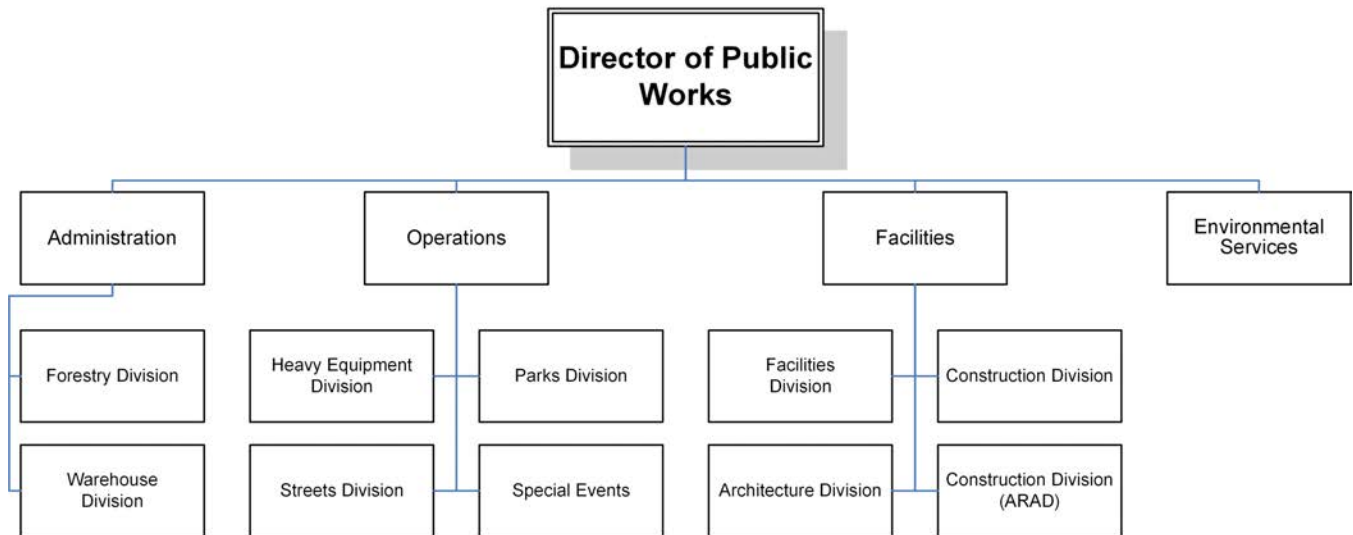 Director of Public
Works
Administration
Operations
Facilities
Environmental
Services
Forestry Division
Heavy Equipment
Division
Parks Division
Facilities
Division
Construction Division
Warehouse
Division
Streets Division
Special Events
Architecture Division
Construction Division
(ARAD)